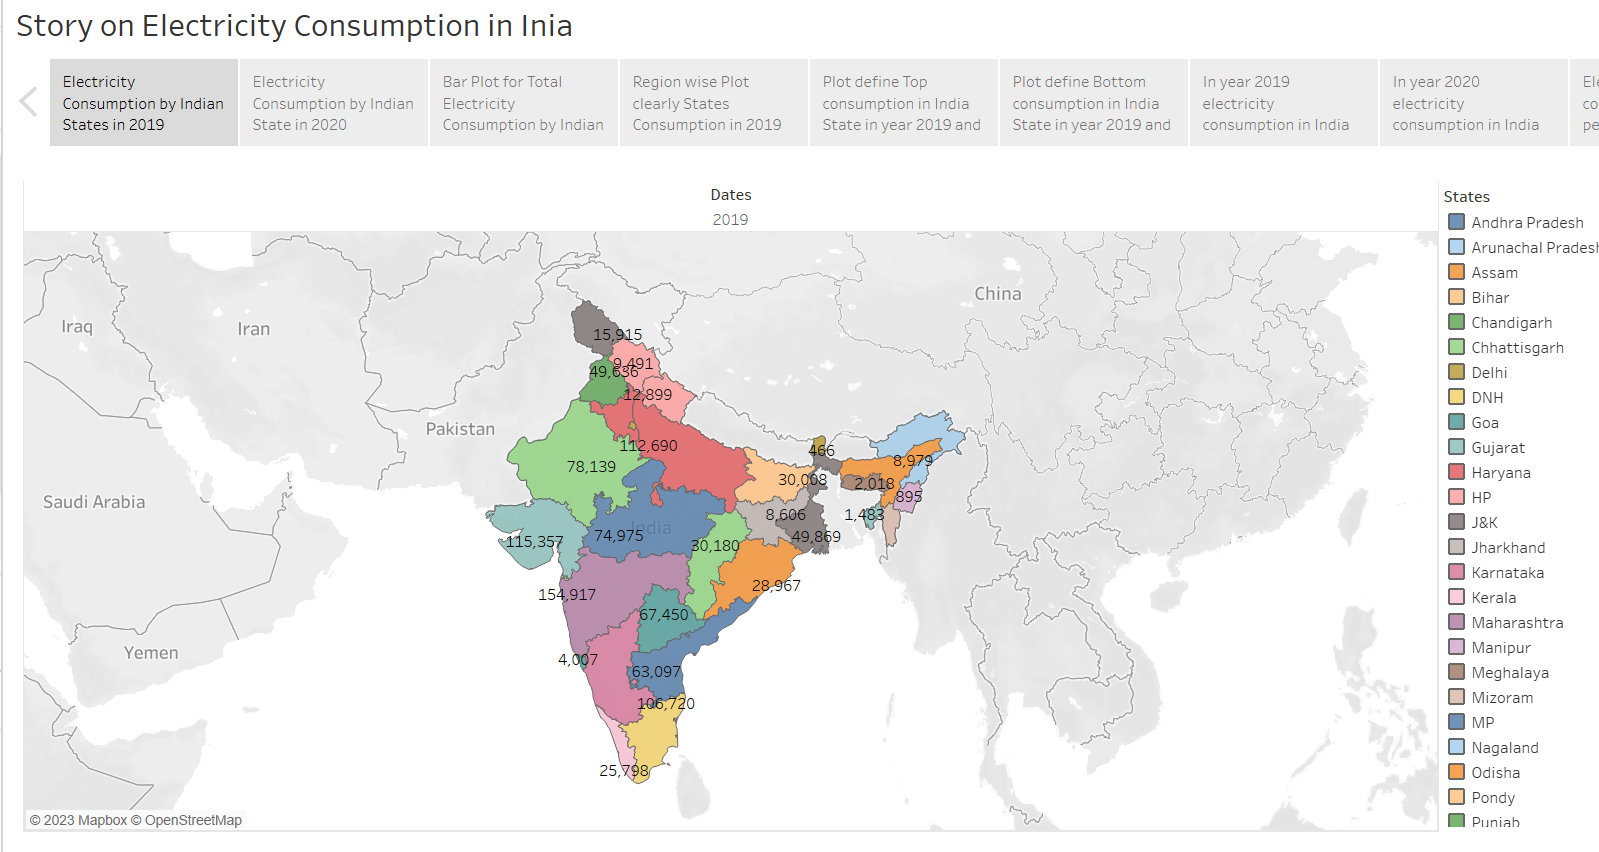 Story on Electricity Consumption in Inia
Electricity
Consumption by Indian
States in 2019
Electricity
Consumption by Indian
State in 2020
Bar Plot for Total
Electricity
Consumption by Indian
Region wise Plot
clearly States
Consumption in 2019
Plot define Top
consumption in India
State in year 2019 and
Plot define Bottom
consumption in India
State in year 2019 and
In year 2019
electricity
consumption in India
In year 2020
electricity
consumption in India
Ele
co
pe
Dates
2019
China
Iraq
Iran
Pakistan
Saudi Arabia
Yemen
India
15,915
9,491
49,636
12,899
112,690
78,139
466
8,979
30,008
2,018
895
8,606
1,483
49,869
74,975
115,357
30,180
28,967
154,917
67,450
4,007
63,097
106,720
25,798
© 2023 Mapbox © OpenStreetMap
States
Andhra Pradesh
Arunachal Pradesh
Assam
Bihar
Chandigarh
Chhattisgarh
Delhi
DNH
Goa
Gujarat
Haryana
HP
J&K
Jharkhand
Karnataka
Kerala
Maharashtra
Manipur
Meghalaya
Mizoram
MP
Nagaland
Odisha
Pondy
Punjab